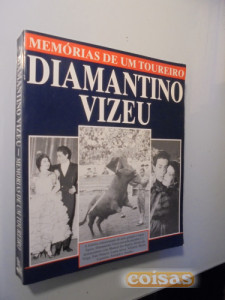 MEMÓRIAS DE UM TOUREIRO
DIAMANTINO
VIZEU
DIAMANTINO VIZEU - MEMÓRIAS DE UM TOUREIRO
coisas